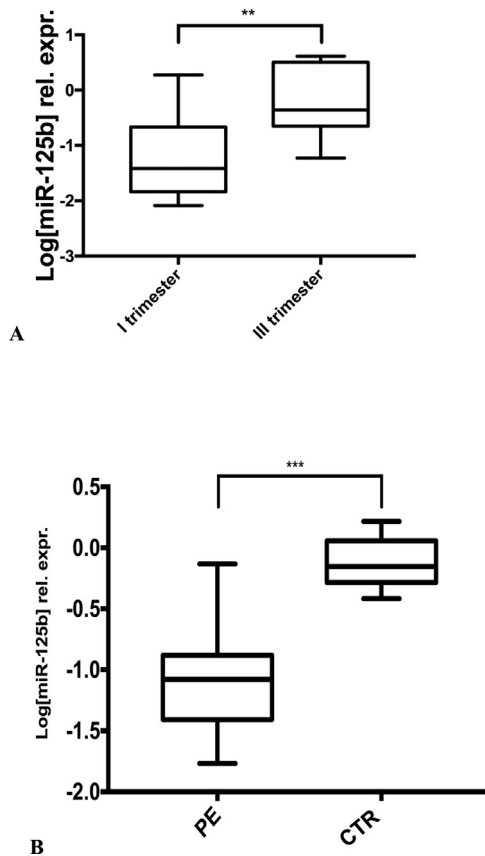 **
Log[miR-125b] rel. expr.
1
0
-1
-2
-3
I trimester
III trimester
A
***
Log[miR-125b] rel. expr.
0.5
0.0
-0.5
-1.0
-1.5
-2.0
PE
CTR
B